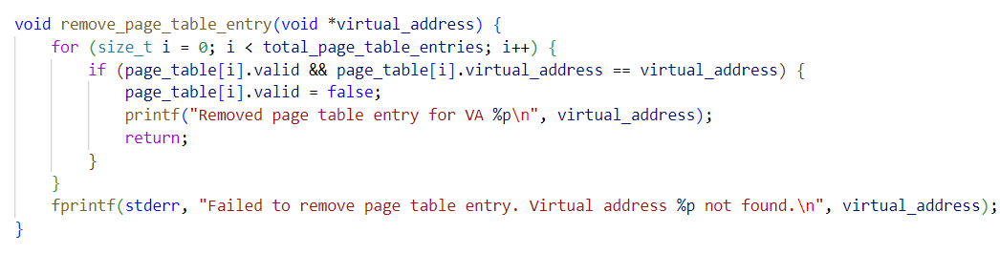 void remove_page_table_entry(void *virtual_address) {
    for (size_t i = 0; i < total_page_table_entries; i++) {
        if (page_table[i].valid && page_table[i].virtual_address == virtual_address) {
            page_table[i].valid = false;
            printf("Removed page table entry for VA %p\n", virtual_address);
            return;
        }
    }
    fprintf(stderr, "Failed to remove page table entry. Virtual address %p not found.\n", virtual_address);
}